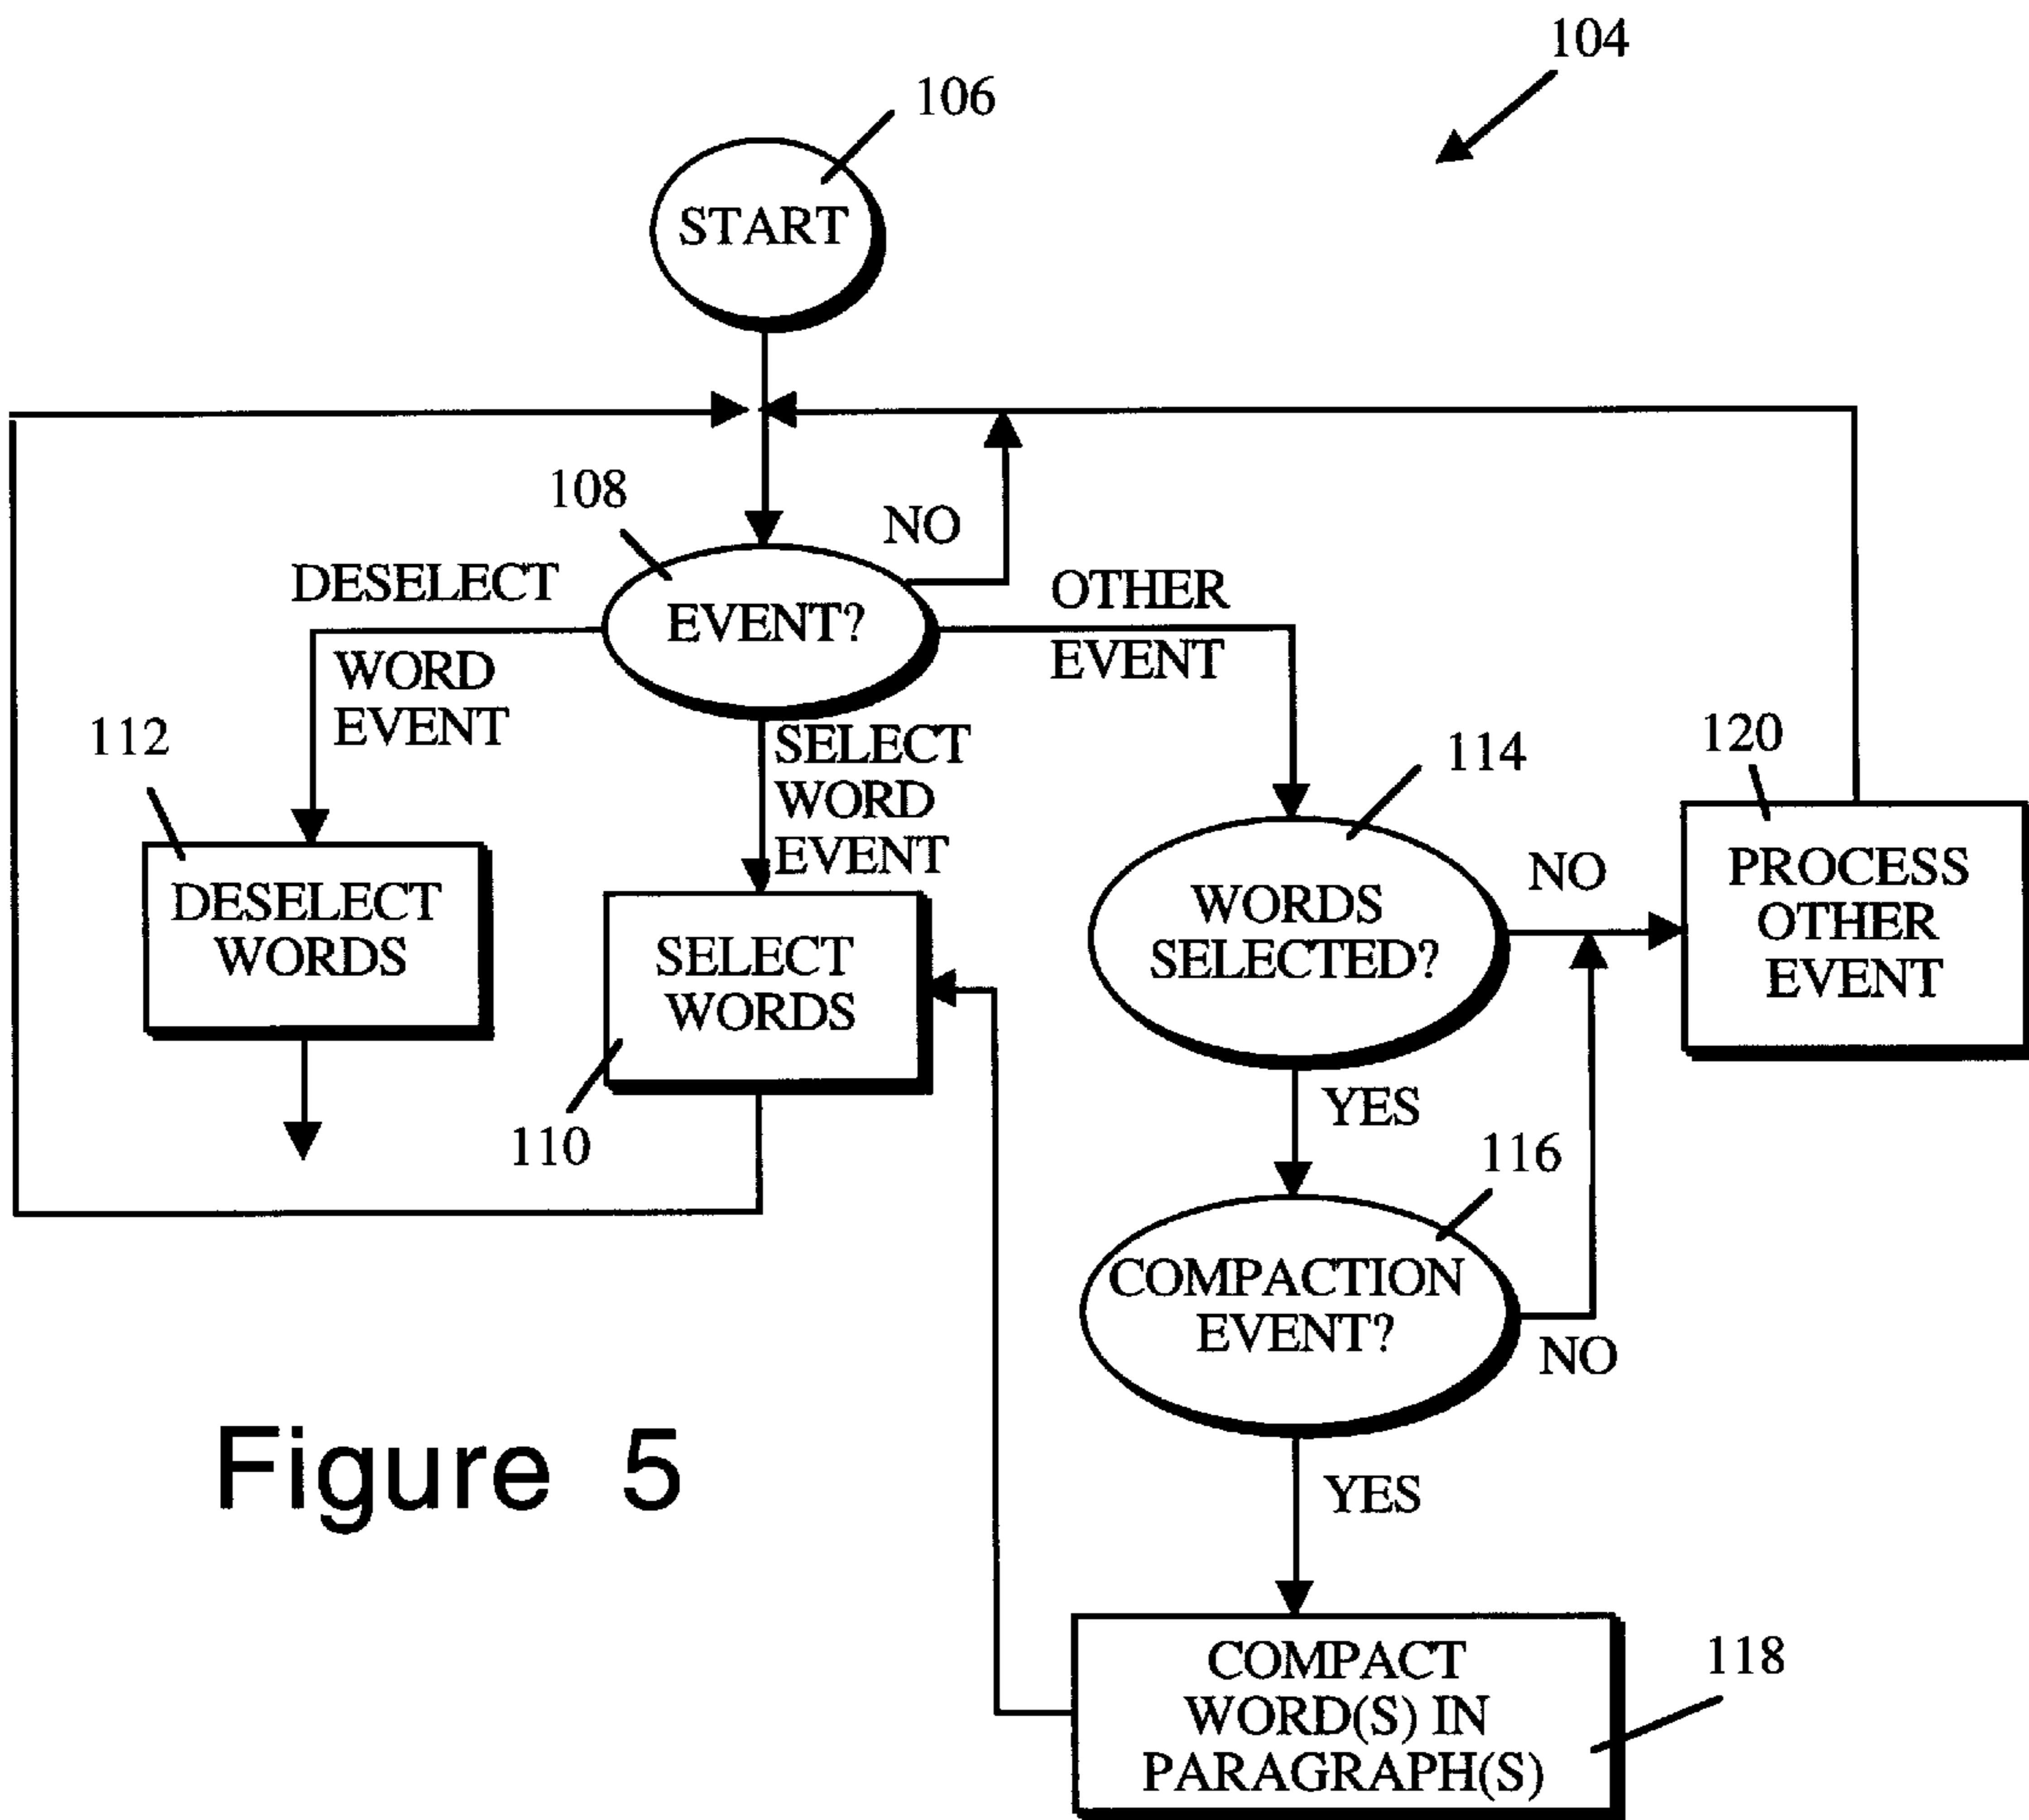 104
106
START
108
NO
DESELECT
WORD
EVENT
EVENT?
OTHER
EVENT
SELECT
WORD
EVENT
112
DESELECT
WORDS
SELECT
WORDS
110
114
WORDS
SELECTED?
NO
120
PROCESS
OTHER
EVENT
YES
116
COMPACTION
EVENT?
NO
YES
COMPACT
WORD(S) IN
PARAGRAPH(S)
118
Figure 5